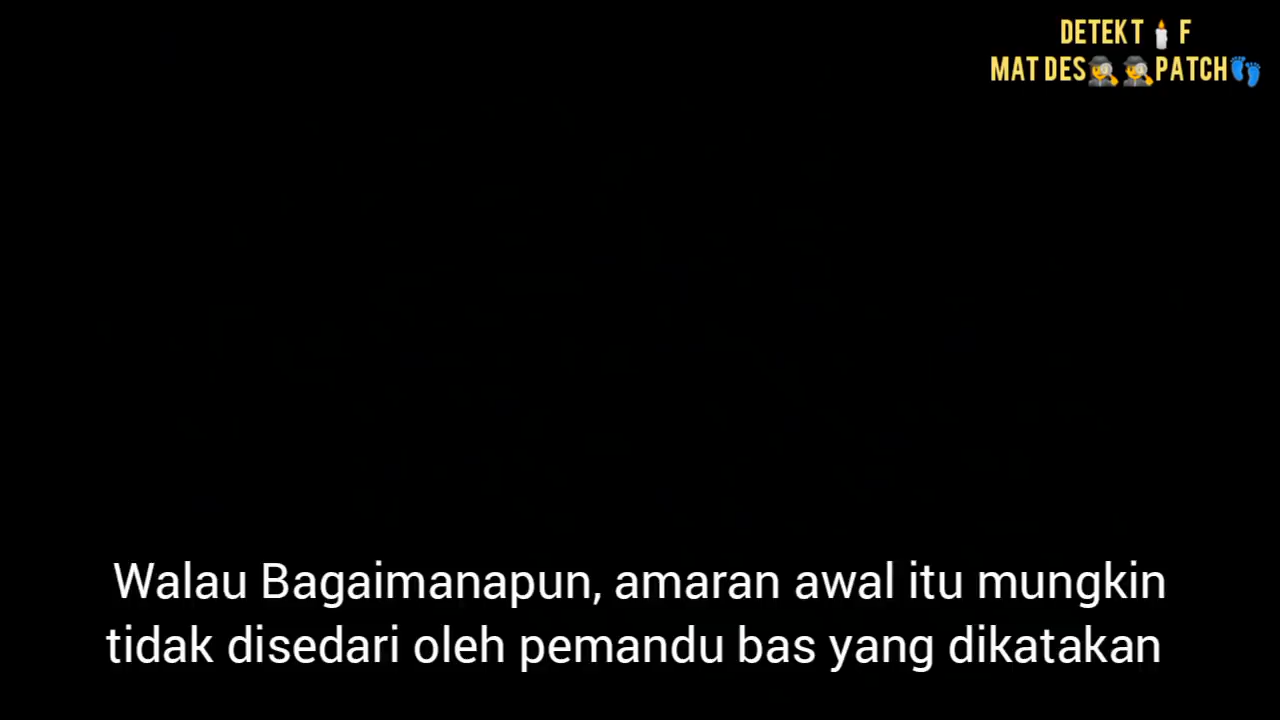 DETEKT🕯️F
MAT DES🕵️🕵️PATCH👣
Walau Bagaimanapun, amaran awal itu mungkin
tidak disedari oleh pemandu bas yang dikatakan